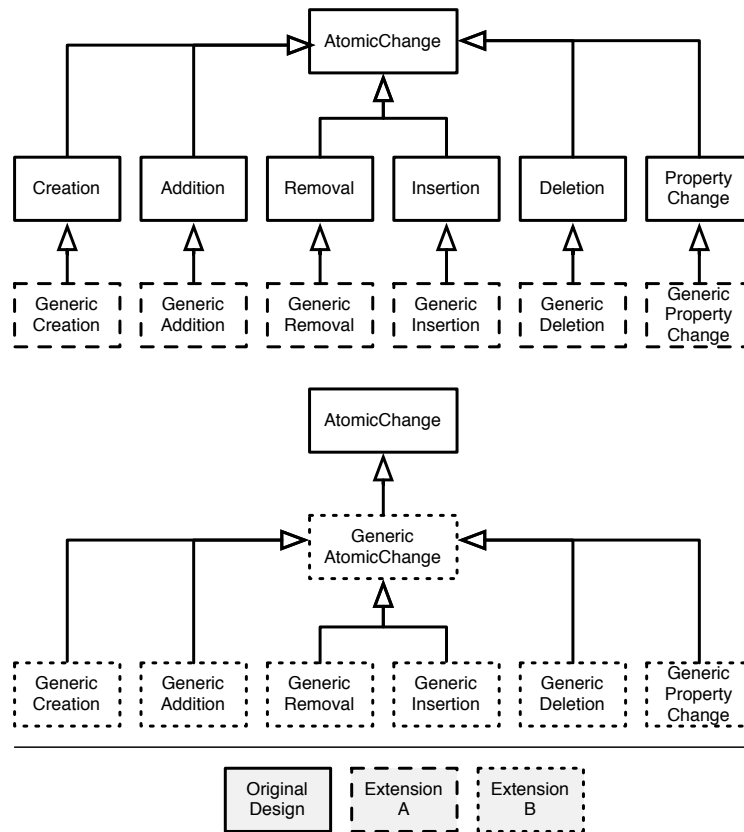 AtomicChange
Creation
Addition
Removal
Insertion
Deletion
Property
Change
Generic
Creation
Generic
Addition
Generic
Removal
Generic
Insertion
Generic
Deletion
Generic
Property
Change
AtomicChange
Generic
AtomicChange
Generic
Creation
Generic
Addition
Generic
Removal
Generic
Insertion
Generic
Deletion
Generic
Property
Change
Original
Design
Extension
A
Extension
B